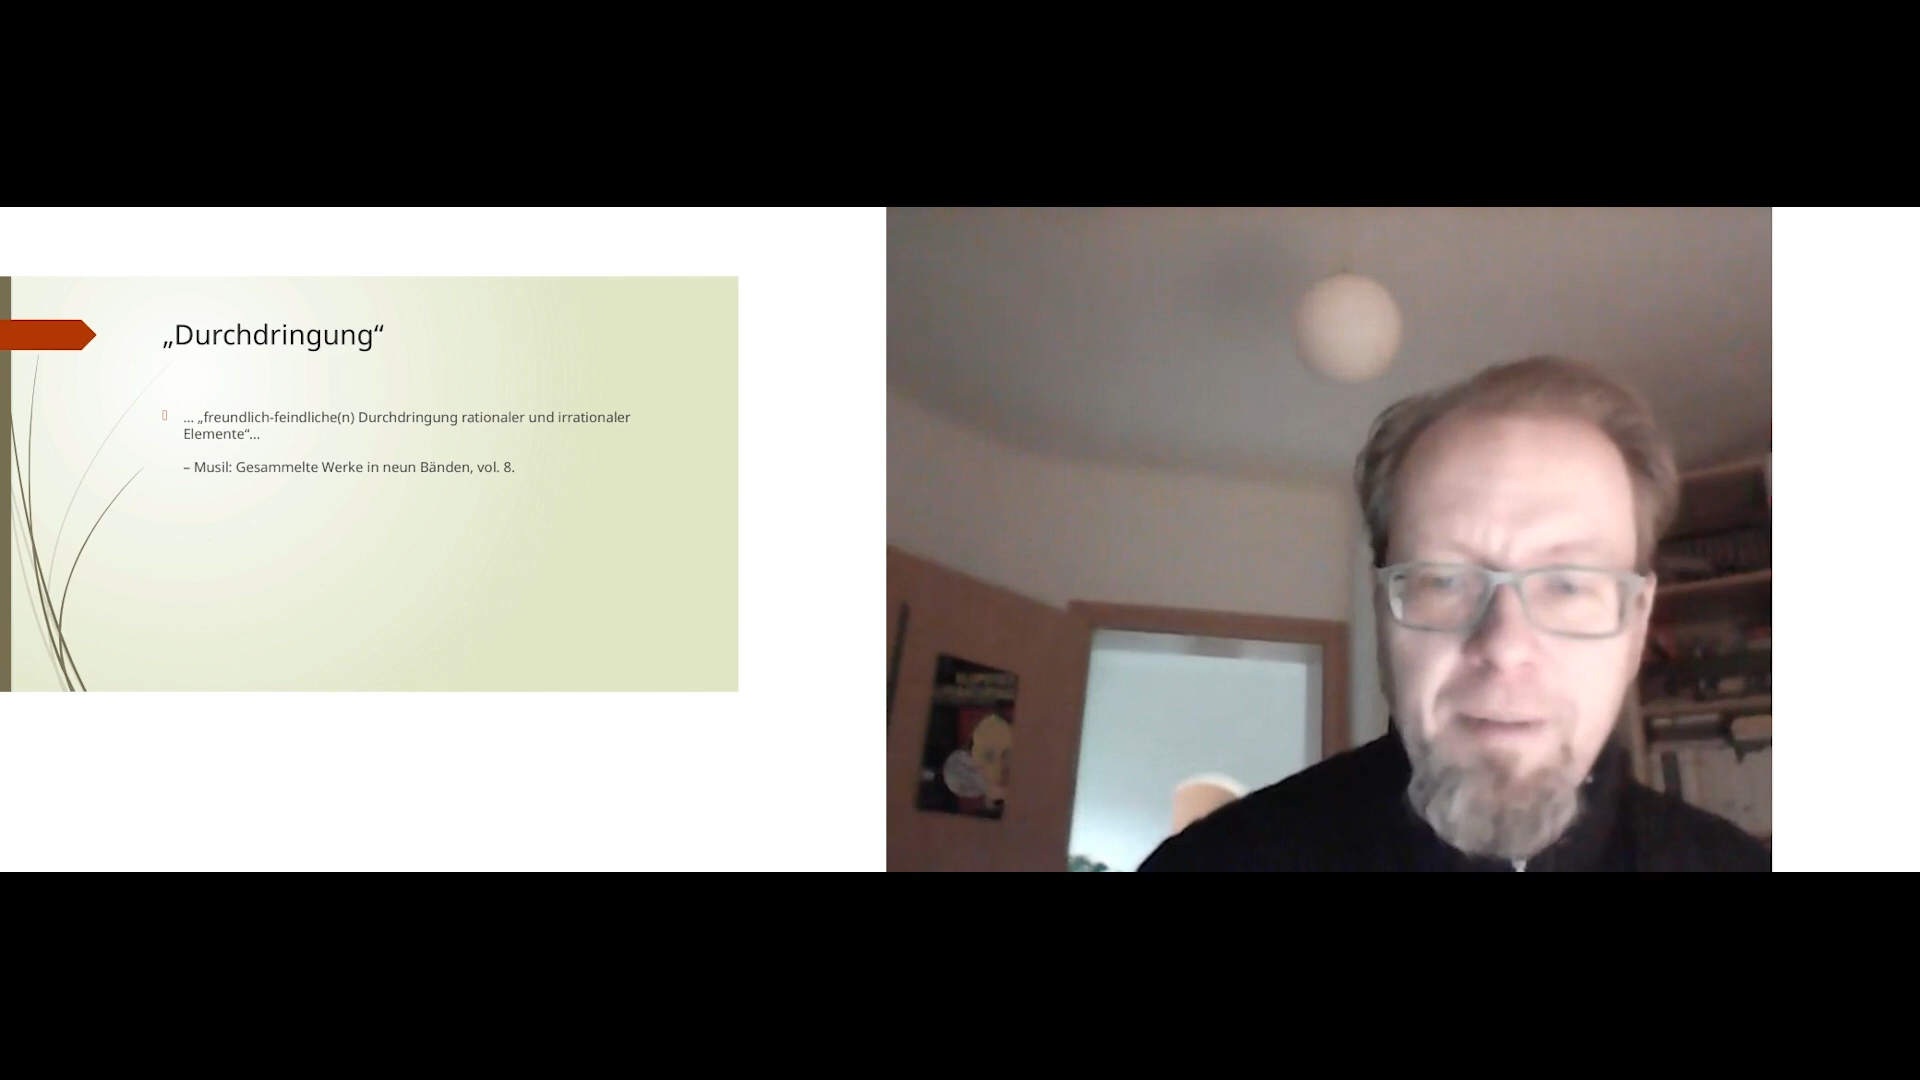 „Durchdringung“
... „freundlich-feindliche(n) Durchdringung rationaler und irrationaler
Elemente“...
– Musil: Gesammelte Werke in neun Bänden, vol. 8.